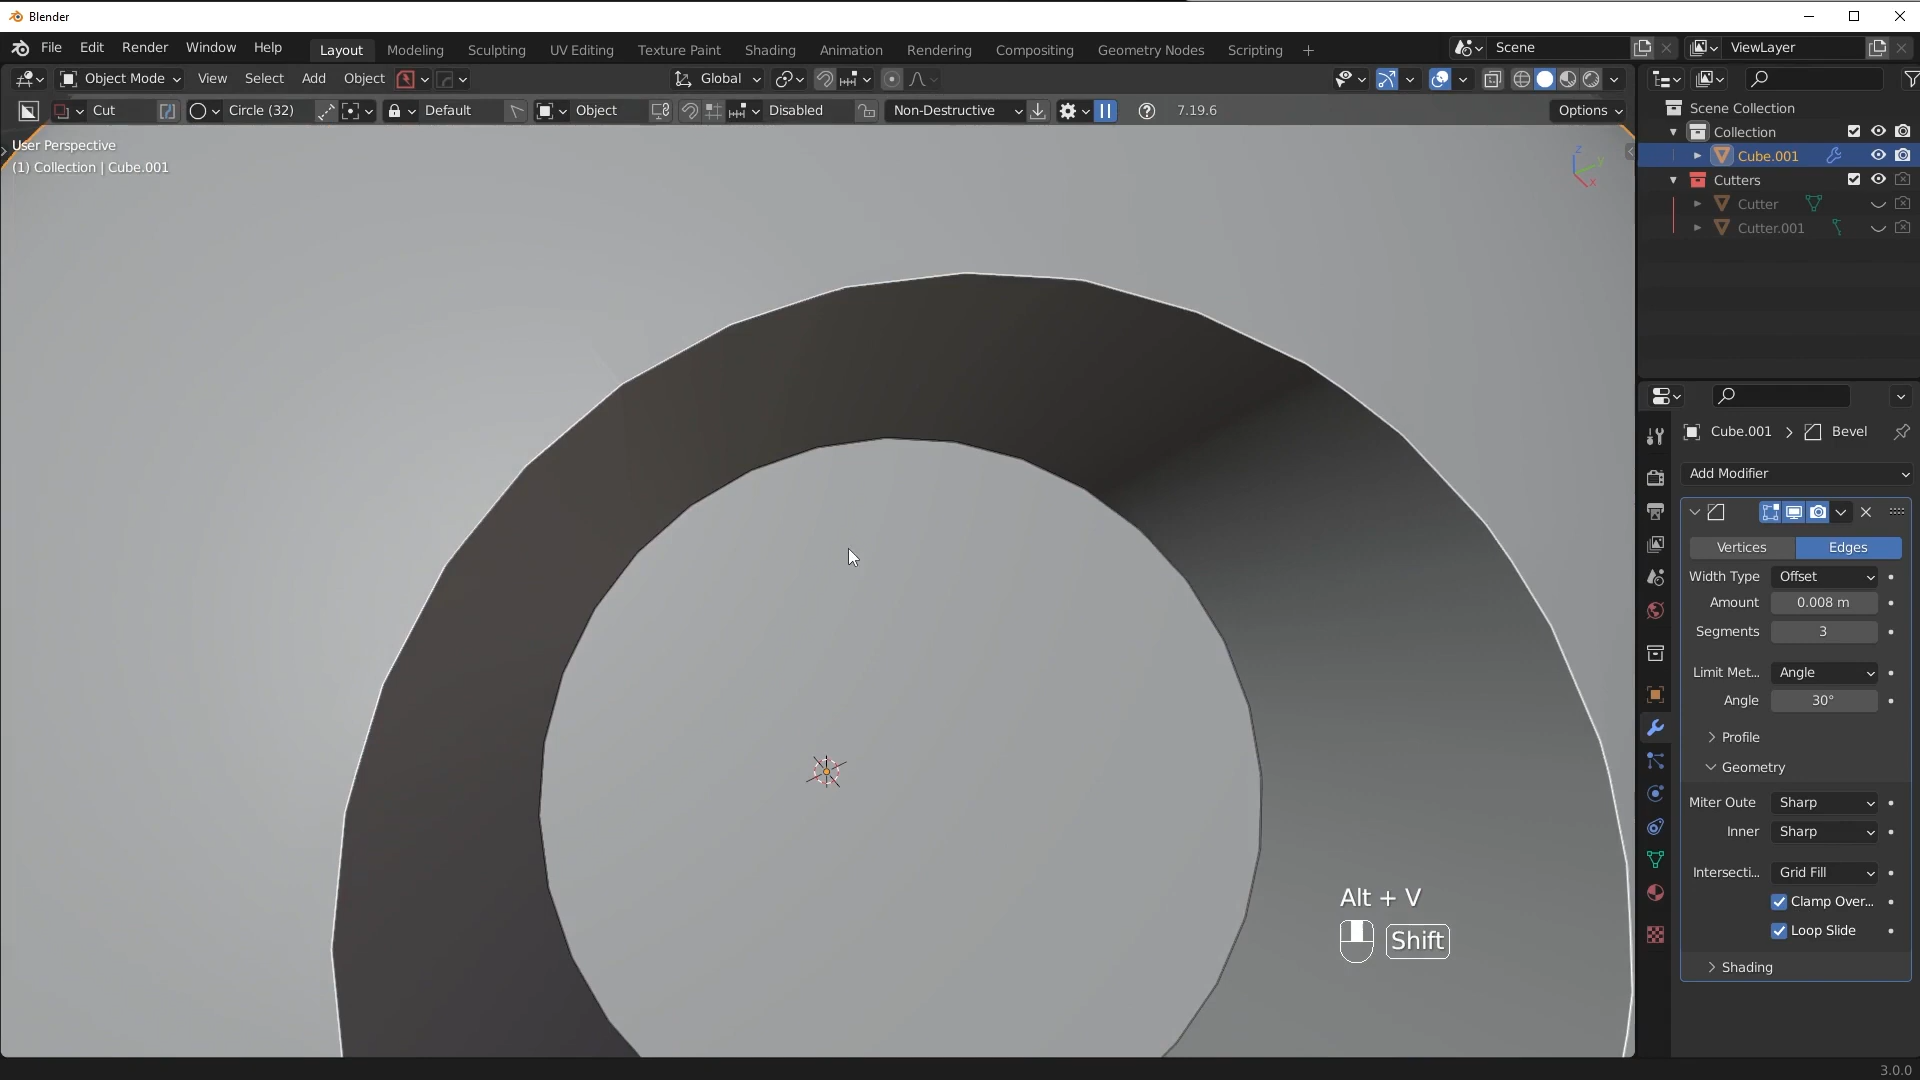 Blender
File Edit Render Window Help Layout Modeling Sculpting UV Editing Texture Paint Shading Animation Rendering Compositing Geometry Nodes Scripting + Scene ViewLayer
Object Mode View Select Add Object Global
Cut Circle (32) Default Object Disabled Non-Destructive 7.19.6 Options
User Perspective
(1) Collection | Cube.001
Z
Y
X
Scene Collection
Collection
Cube.001
Cutters
Cutter
Cutter.001
Cube.001 > Bevel
Add Modifier
Vertices Edges
Width Type Offset
Amount 0.008 m
Segments 3
Limit Met... Angle
Angle 30°
Profile
Geometry
Miter Oute Sharp
Inner Sharp
Intersecti... Grid Fill
Clamp Over...
Loop Slide
Shading
Alt + V
Shift
3.0.0